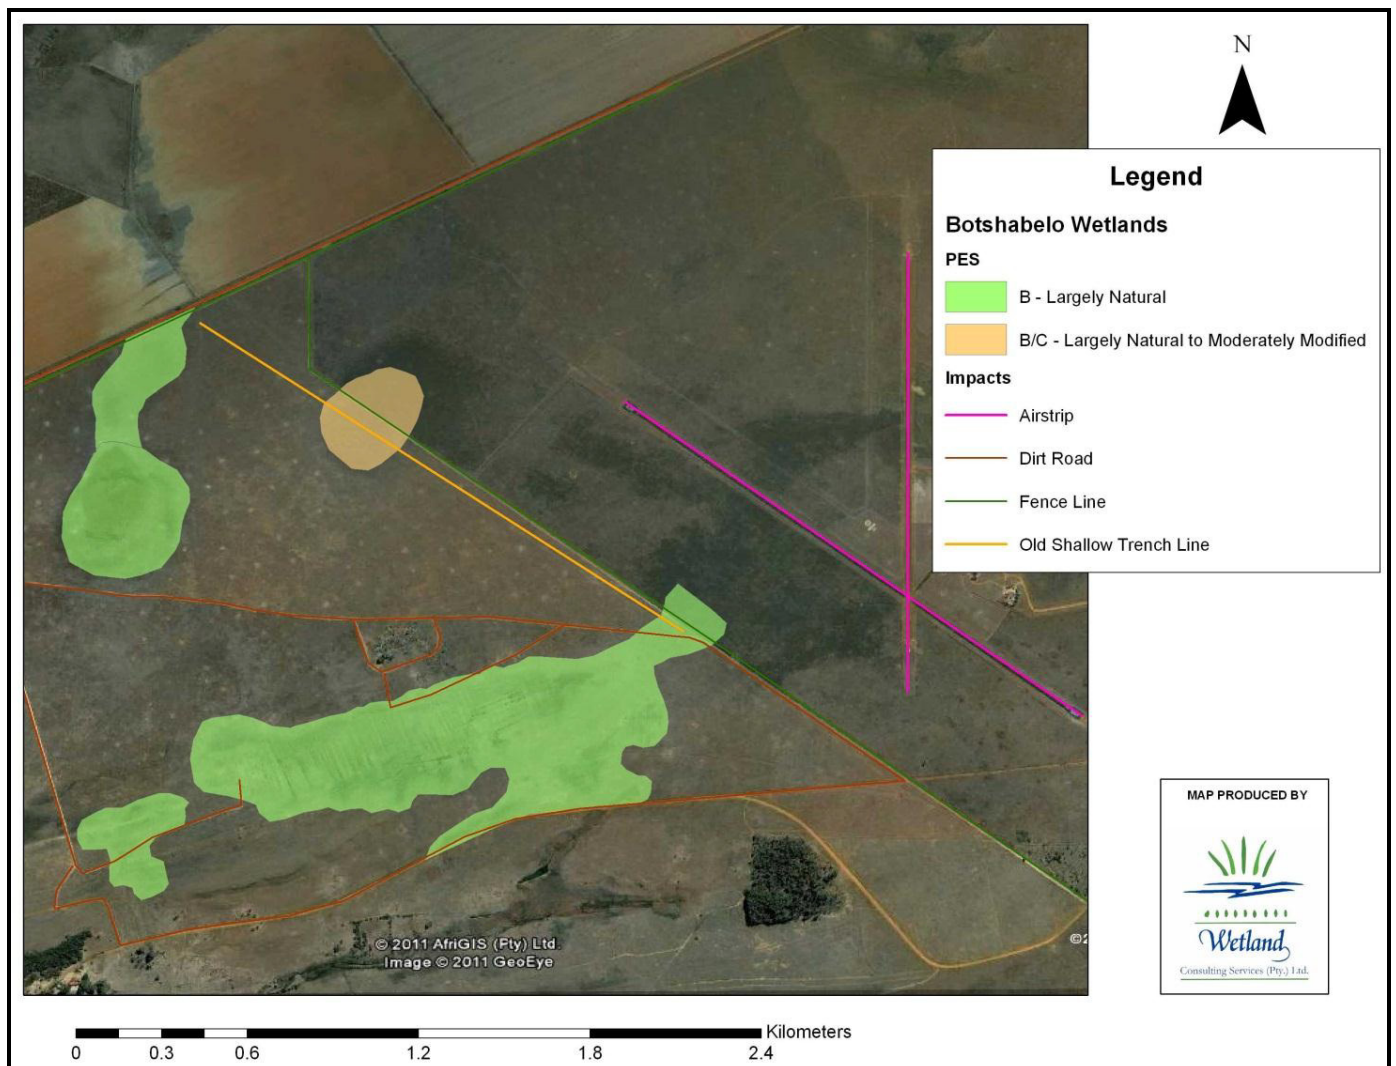 N
Legend
Botshabelo Wetlands
PES
B - Largely Natural
B/C - Largely Natural to Moderately Modified
Impacts
Airstrip
Dirt Road
Fence Line
Old Shallow Trench Line
MAP PRODUCED BY
Wetland
Consulting Services (Pty.) Ltd.
© 2011 AfriGIS (Pty) Ltd.
Image © 2011 GeoEye
©2
Kilometers
0 0.3 0.6 1.2 1.8 2.4